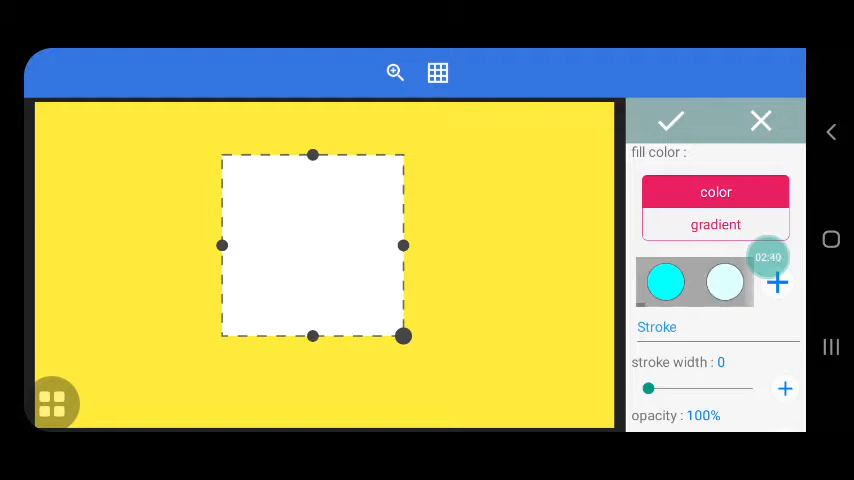 fill color :
color
gradient
02:40
Stroke
stroke width : 0
opacity : 100%